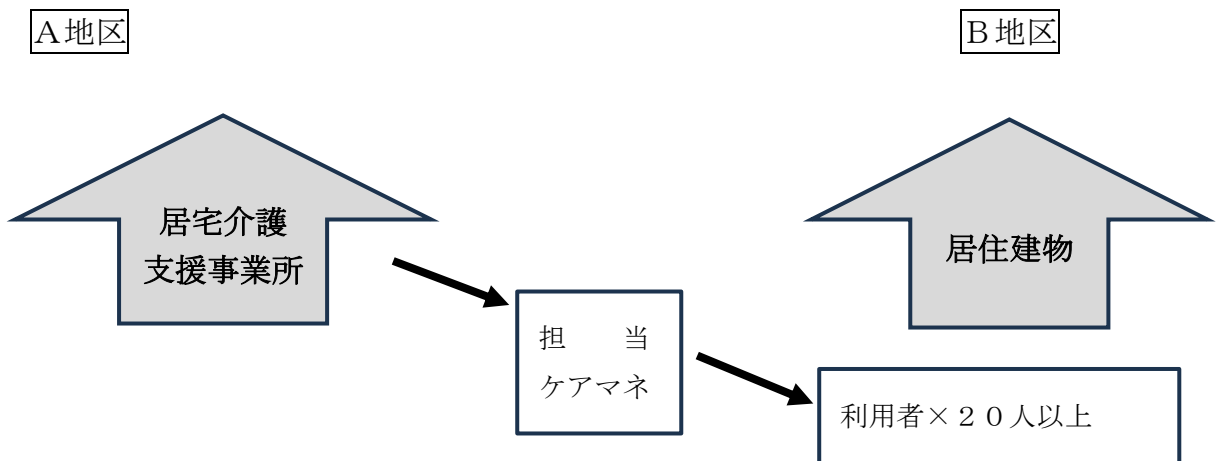 A地区
B地区
居宅介護
支援事業所
居住建物
担　　当
ケアマネ
利用者×２０人以上